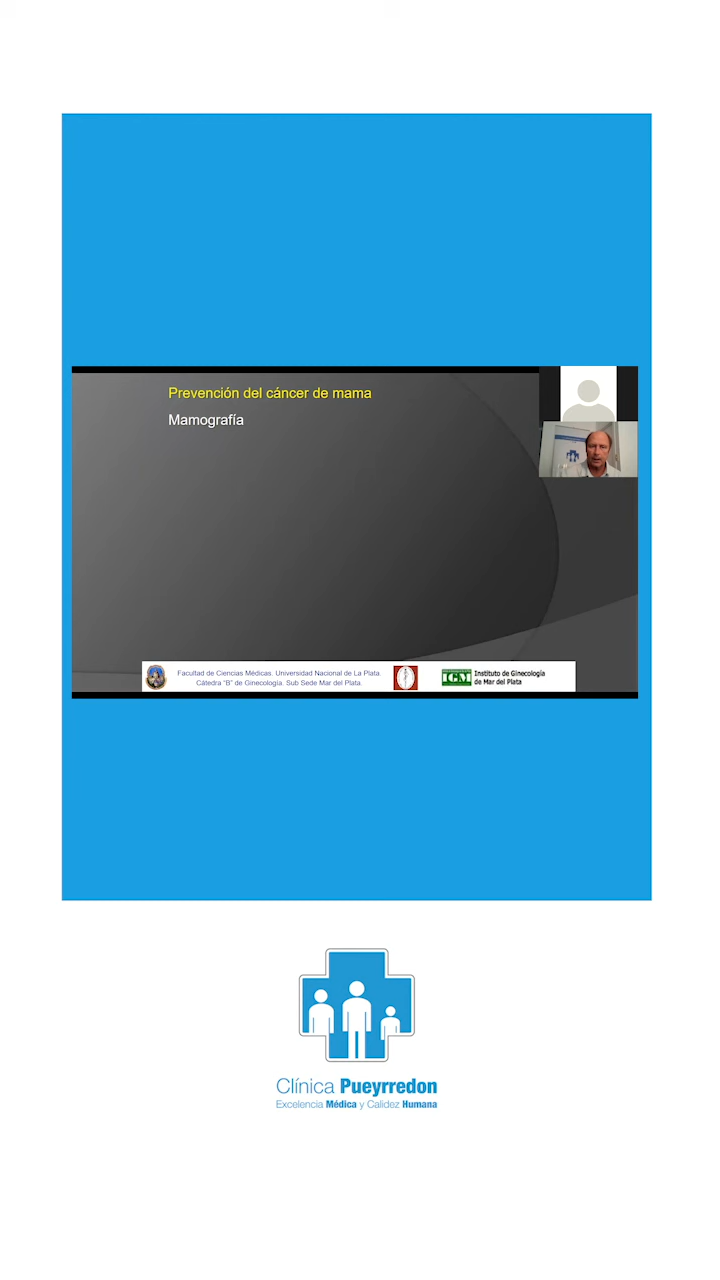 Prevención del cáncer de mama
Mamografía
Facultad de Ciencias Médicas. Universidad Nacional de La Plata.
Cátedra "B" de Ginecología. Sub Sede Mar del Plata.
IGM
Instituto de Ginecología
de Mar del Plata
Clínica Pueyrredon
Excelencia Médica y Calidez Humana